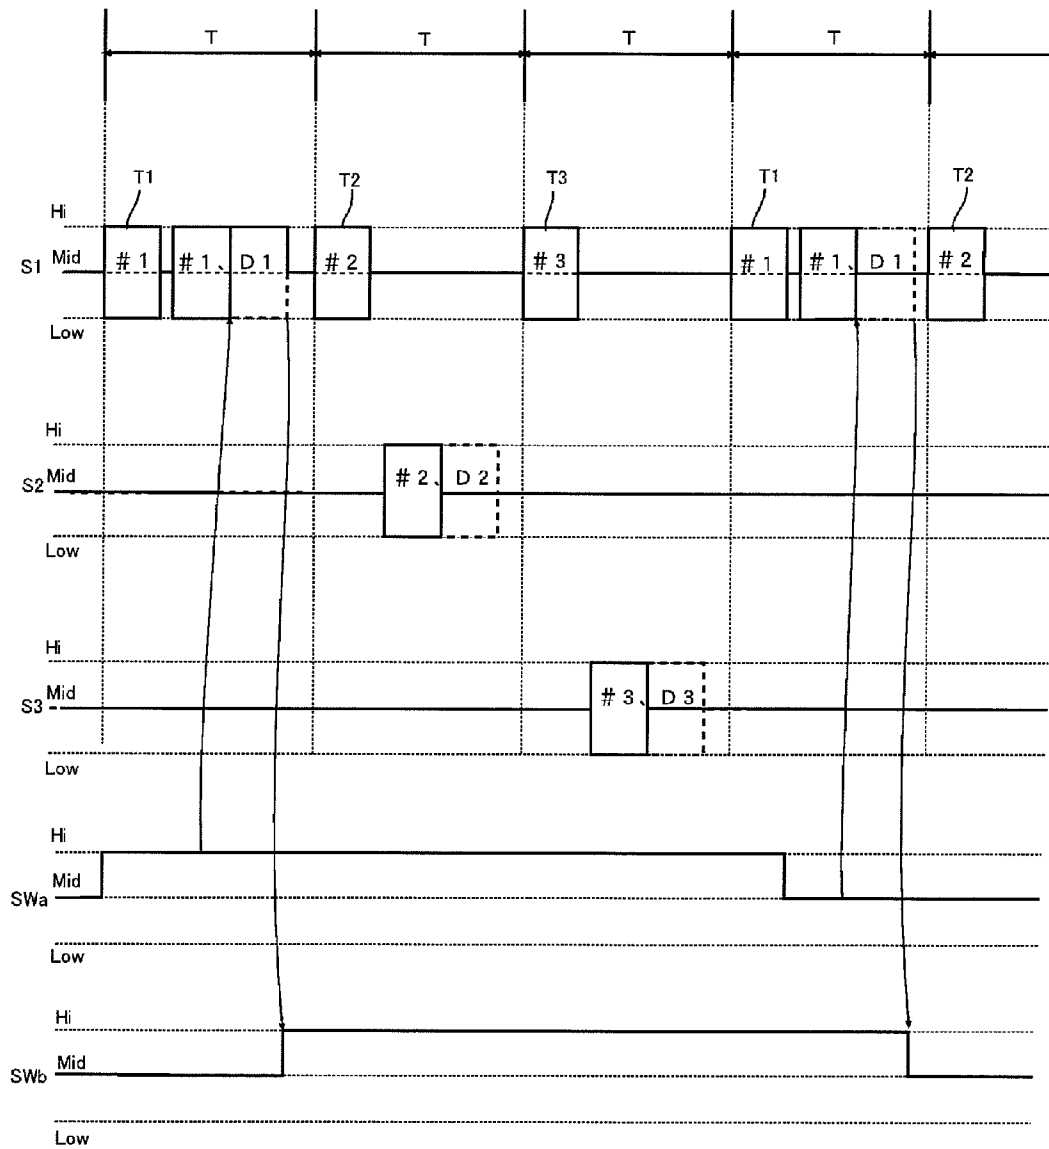 T T T T
T1 T2 T3 T1 T2
Hi
S1 Mid #1 #1、D1 #2 #3 #1 #1、D1 #2
Low
Hi
S2 Mid #2、D2
Low
Hi
S3 Mid #3、D3
Low
Hi
Mid
SWa
Low
Hi
Mid
SWb
Low